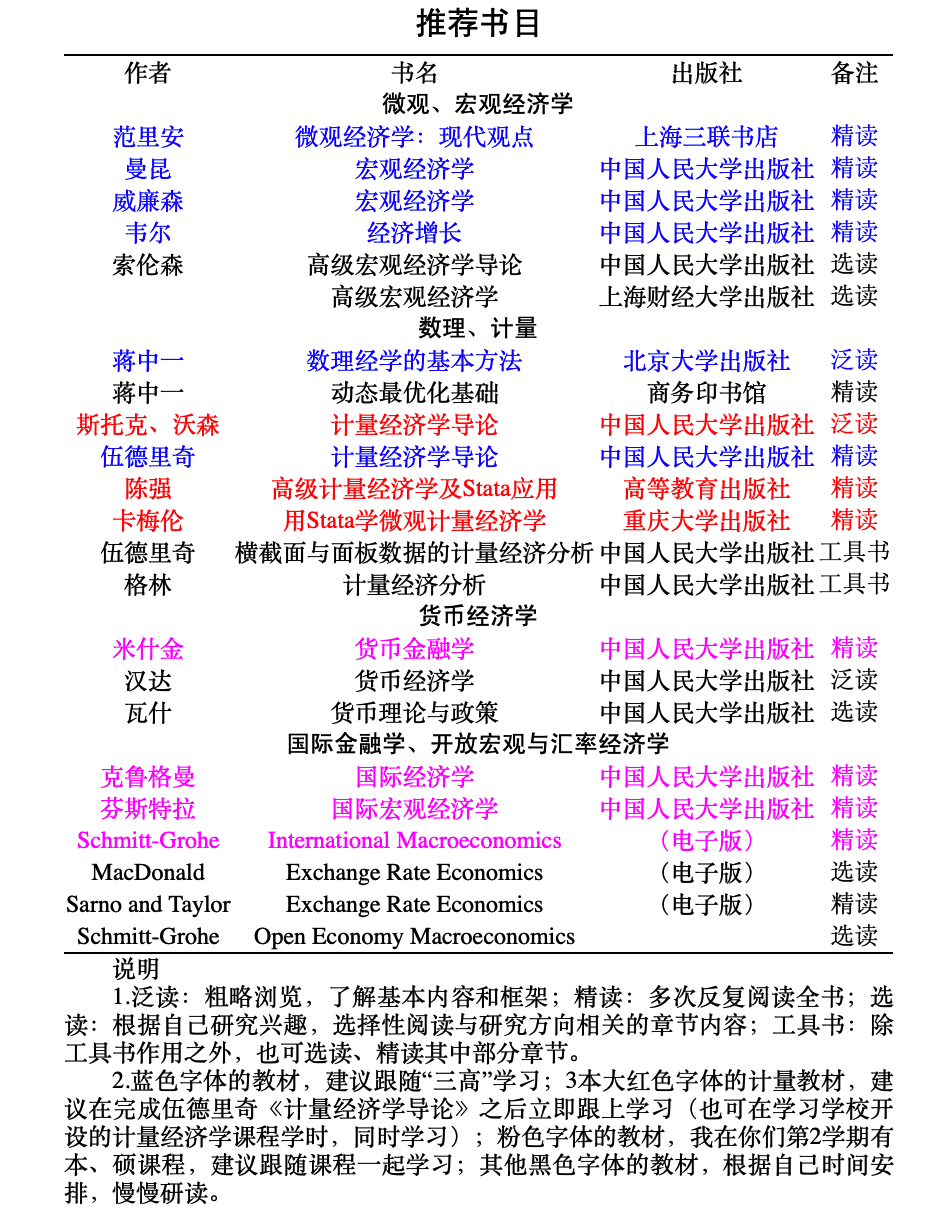 推荐书目
作者 书名 出版社 备注
微观、宏观经济学
范里安 微观经济学：现代观点 上海三联书店 精读
曼昆 宏观经济学 中国人民大学出版社 精读
威廉森 宏观经济学 中国人民大学出版社 精读
韦尔 经济增长 中国人民大学出版社 精读
索伦森 高级宏观经济学导论 中国人民大学出版社 选读
高级宏观经济学 上海财经大学出版社 选读
数理、计量
蒋中一 数理经学的基本方法 北京大学出版社 泛读
蒋中一 动态最优化基础 商务印书馆 精读
斯托克、沃森 计量经济学导论 中国人民大学出版社 泛读
伍德里奇 计量经济学导论 中国人民大学出版社 精读
陈强 高级计量经济学及Stata应用 高等教育出版社 精读
卡梅伦 用Stata学微观计量经济学 重庆大学出版社 精读
伍德里奇 横截面与面板数据的计量经济分析 中国人民大学出版社 工具书
格林 计量经济分析 中国人民大学出版社 工具书
货币经济学
米什金 货币金融学 中国人民大学出版社 精读
汉达 货币经济学 中国人民大学出版社 泛读
瓦什 货币理论与政策 中国人民大学出版社 选读
国际金融学、开放宏观与汇率经济学
克鲁格曼 国际经济学 中国人民大学出版社 精读
芬斯特拉 国际宏观经济学 中国人民大学出版社 精读
Schmitt-Grohe International Macroeconomics （电子版） 精读
MacDonald Exchange Rate Economics （电子版） 选读
Sarno and Taylor Exchange Rate Economics （电子版） 精读
Schmitt-Grohe Open Economy Macroeconomics 选读
说明
1.泛读：粗略浏览，了解基本内容和框架；精读：多次反复阅读全书；选
读：根据自己研究兴趣，选择性阅读与研究方向相关的章节内容；工具书：除
工具书作用之外，也可选读、精读其中部分章节。
2.蓝色字体的教材，建议跟随“三高”学习；3本大红色字体的计量教材，建
议在完成伍德里奇《计量经济学导论》之后立即跟上学习（也可在学习学校开
设的计量经济学课程学时，同时学习）；粉色字体的教材，我在你们第2学期有
本、硕课程，建议跟随课程一起学习；其他黑色字体的教材，根据自己时间安
排，慢慢研读。